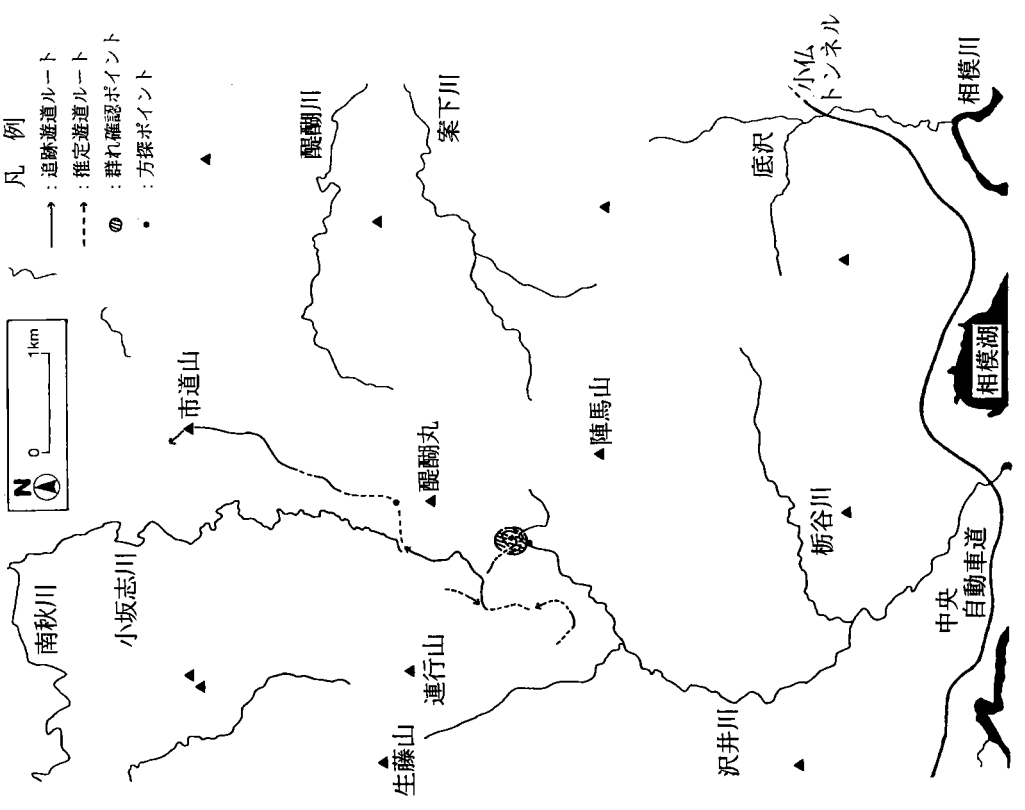 凡 例
: 追跡遊道ルート
: 推定遊道ルート
: 群れ確認ポイント
: 方探ポイント
N
0
1km
南秋川
小坂志川
市道山
醍醐川
案下川
醍醐丸
連行山
生藤山
陣馬山
底沢
小仏
トンネル
相模川
栃谷川
沢井川
中央
自動車道
相模湖